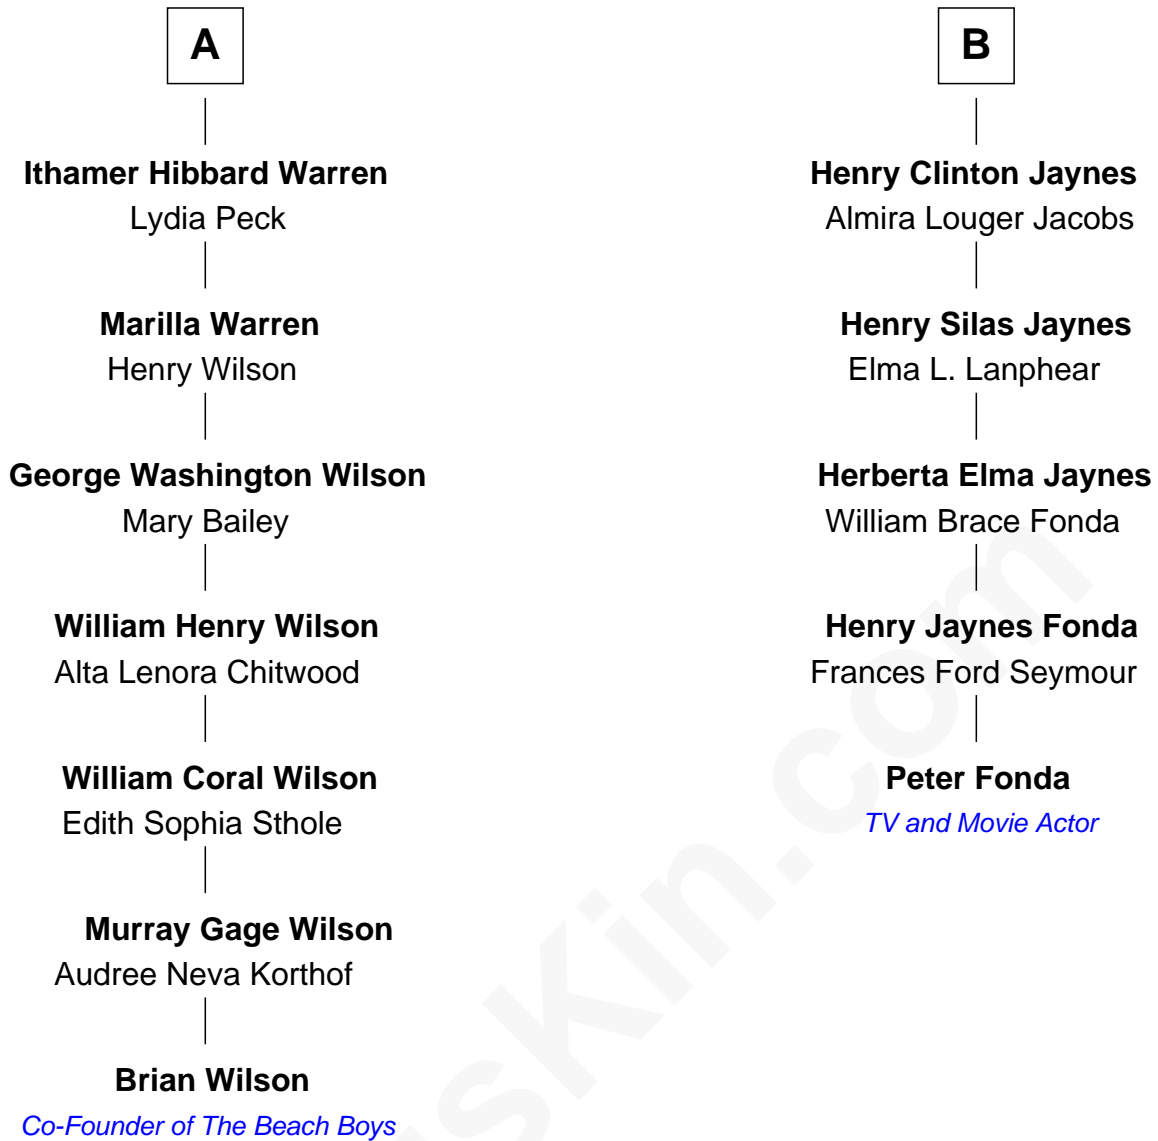 A
Ithamer Hibbard Warren
Lydia Peck
Marilla Warren
Henry Wilson
George Washington Wilson
Mary Bailey
William Henry Wilson
Alta Lenora Chitwood
William Coral Wilson
Edith Sophia Sthole
Murray Gage Wilson
Audree Neva Korthof
Brian Wilson
Co-Founder of The Beach Boys
B
Henry Clinton Jaynes
Almira Louger Jacobs
Henry Silas Jaynes
Elma L. Lanphear
Herberta Elma Jaynes
William Brace Fonda
Henry Jaynes Fonda
Frances Ford Seymour
Peter Fonda
TV and Movie Actor
sKin.com